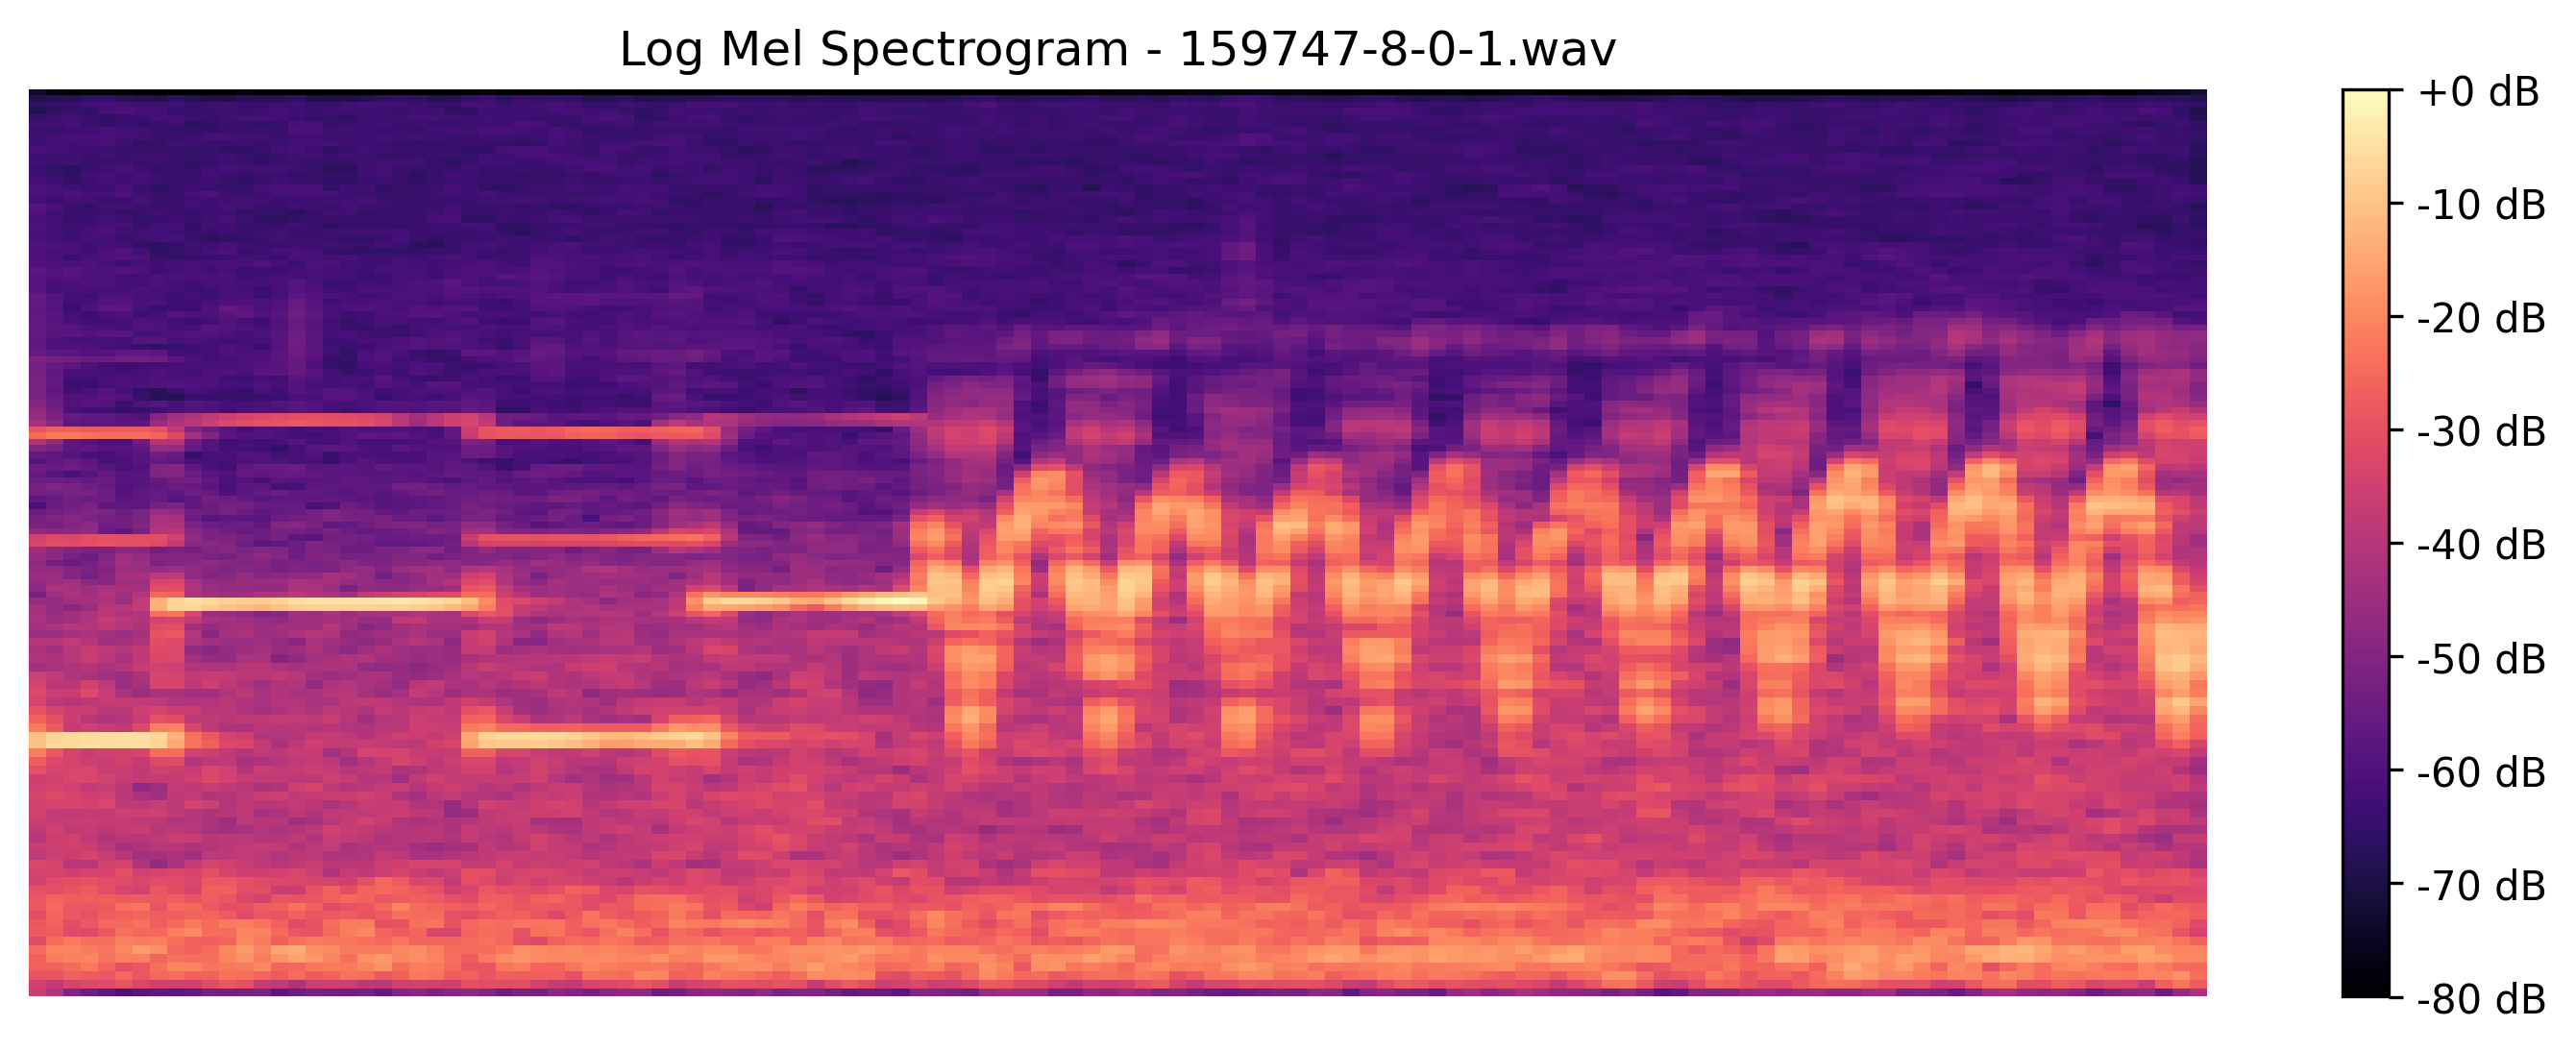 Log Mel Spectrogram - 159747-8-0-1.wav
+0 dB
-10 dB
-20 dB
-30 dB
-40 dB
-50 dB
-60 dB
-70 dB
-80 dB